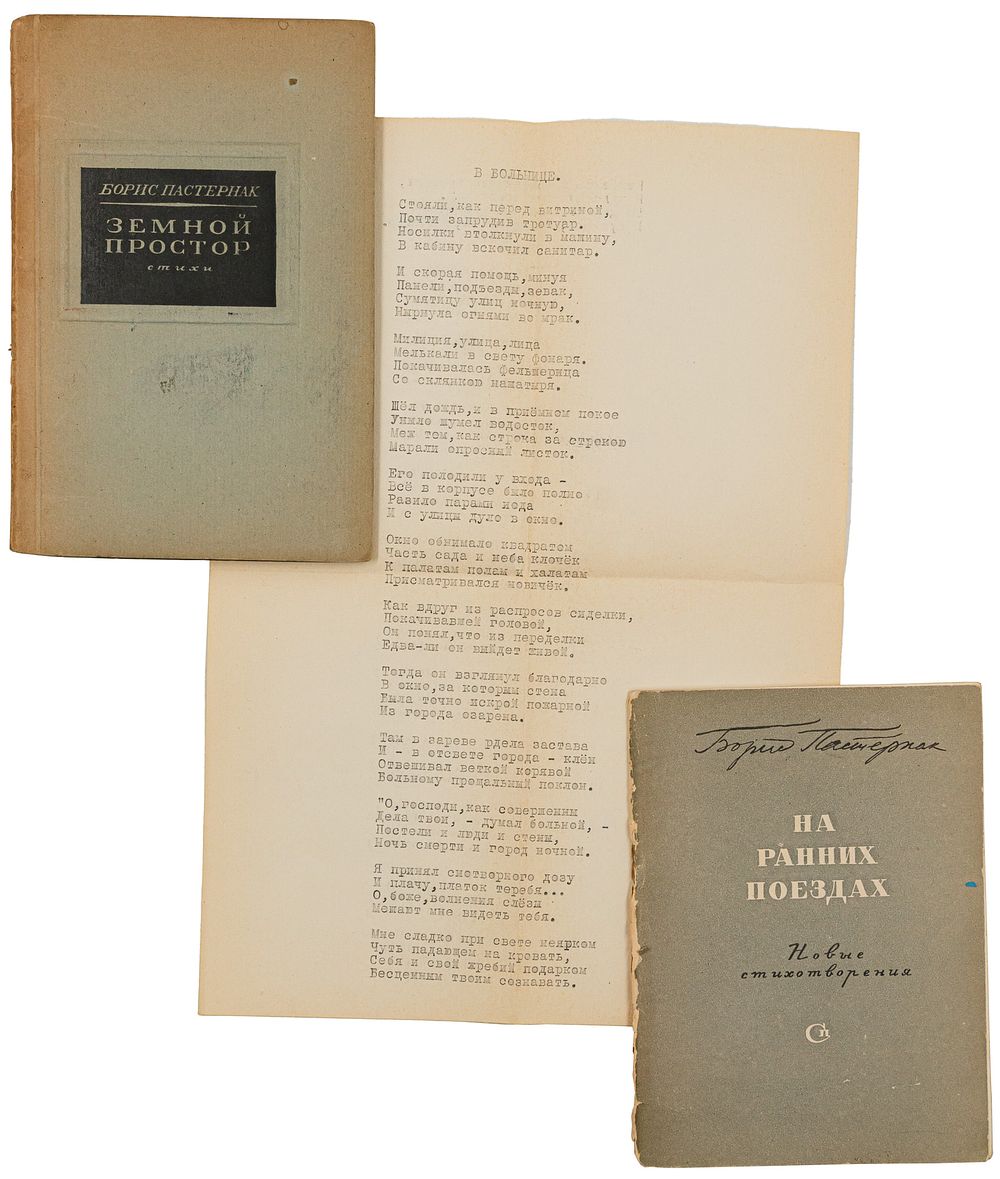 БОРИС ПАСТЕРНАК
ЗЕМНОЙ
ПРОСТОР
стихи
В БОЛЬНИЦЕ.
Стояли,как перед витриной,
Почти запрудив тротуар.
Носилки втолкнули в машину,
В кабину вскочил санитар.
И скорая помощь,минуя
Панели,подъезды,зевак,
Сумятицу улиц ночную,
Нырнула огнями во мрак.
Милиция,улица,лица
Мелькали в свету фонаря.
Покачивалась фельшерица
Со склянкою нашатыря.
Шёл дождь,и в приёмном покое
Уныло шумел водосток,
Меж тем,как строка за строкою
Марали опросный листок.
Его положили у входа -
Всё в корпусе было полно
Разило парами иода
И с улицы дуло в окно.
Окно обнимало квадратом
Часть сада и неба клочёк
К палатам полам и халатам
Присматривался новичёк.
Как вдруг из распросов сиделки,
Покачивавшей головой,
Он понял,что из переделки
Едва-ли он выйдет живой.
Тогда он взглянул благодарно
В окно,за которым стена
Была точно искрой пожарной
Из города озарена.
Там в зареве рдела застава
И - в отсвете города - клён
Отвешивал веткой корявой
Больному прощальный поклон.
"О,господи,как совершенны
Дела твои, - думал больной, -
Постели и люди и стены,
Ночь смерти и город ночной.
Я принял снотворного дозу
И плачу,платок теребя...
О,боже,волнения слёзы
Мешают мне видеть тебя.
Мне сладко при свете неярком
Чуть падающем на кровать,
Себя и свой жребий подарком
Бесценным твоим сознавать.
Борис Пастернак
НА
РАННИХ
ПОЕЗДАХ
Новые
стихотворения
Сп